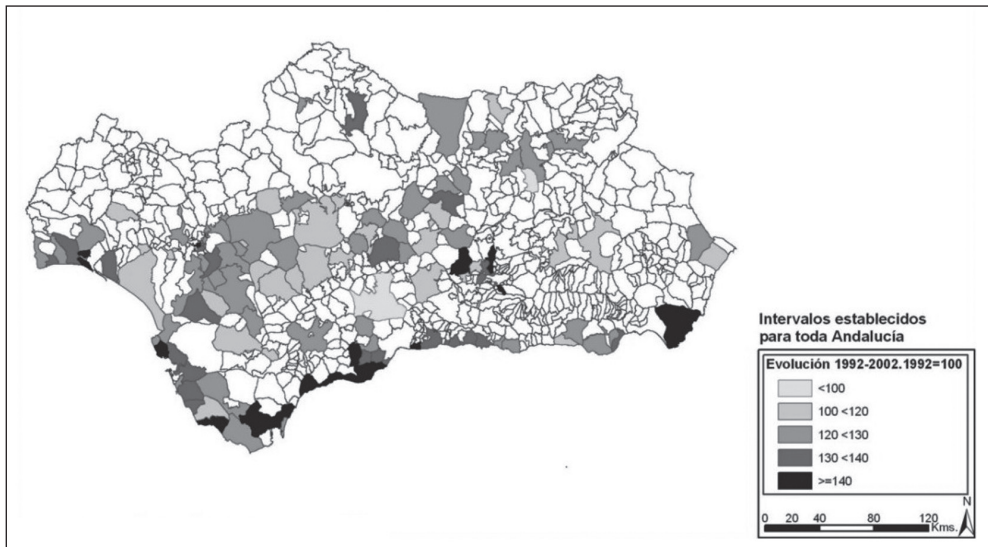 Intervalos establecidos
para toda Andalucía
Evolución 1992-2002.1992=100
<100
100 <120
120 <130
130 <140
>=140
N
0 20 40 80 120
Kms.